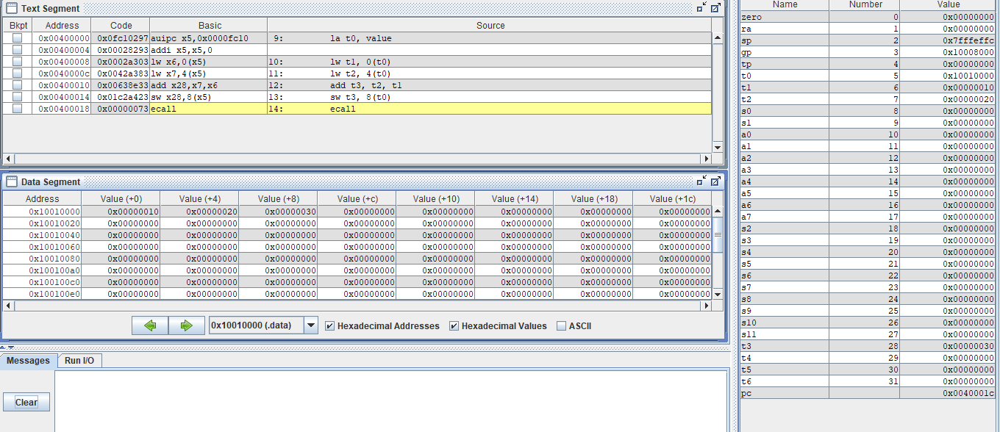 Text Segment
Bkpt Address Code Basic Source
0x00400000 0x0fc10297 auipc x5,0x0000fc10 9: la t0, value
0x00400004 0x00028293 addi x5,x5,0
0x00400008 0x0002a303 lw x6,0(x5) 10: lw t1, 0(t0)
0x0040000c 0x0042a383 lw x7,4(x5) 11: lw t2, 4(t0)
0x00400010 0x00638e33 add x28,x7,x6 12: add t3, t2, t1
0x00400014 0x01c2a423 sw x28,8(x5) 13: sw t3, 8(t0)
0x00400018 0x00000073 ecall 14: ecall
Data Segment
Address Value (+0) Value (+4) Value (+8) Value (+c) Value (+10) Value (+14) Value (+18) Value (+1c)
0x10010000 0x00000010 0x00000020 0x00000030 0x00000000 0x00000000 0x00000000 0x00000000 0x00000000
0x10010020 0x00000000 0x00000000 0x00000000 0x00000000 0x00000000 0x00000000 0x00000000 0x00000000
0x10010040 0x00000000 0x00000000 0x00000000 0x00000000 0x00000000 0x00000000 0x00000000 0x00000000
0x10010060 0x00000000 0x00000000 0x00000000 0x00000000 0x00000000 0x00000000 0x00000000 0x00000000
0x10010080 0x00000000 0x00000000 0x00000000 0x00000000 0x00000000 0x00000000 0x00000000 0x00000000
0x100100a0 0x00000000 0x00000000 0x00000000 0x00000000 0x00000000 0x00000000 0x00000000 0x00000000
0x100100c0 0x00000000 0x00000000 0x00000000 0x00000000 0x00000000 0x00000000 0x00000000 0x00000000
0x100100e0 0x00000000 0x00000000 0x00000000 0x00000000 0x00000000 0x00000000 0x00000000 0x00000000
0x10010000 (.data) Hexadecimal Addresses Hexadecimal Values ASCII
Messages Run I/O
Clear
Name Number Value
zero 0 0x00000000
ra 1 0x00000000
sp 2 0x7fffeffc
gp 3 0x10008000
tp 4 0x00000000
t0 5 0x10010000
t1 6 0x00000010
t2 7 0x00000020
s0 8 0x00000000
s1 9 0x00000000
a0 10 0x00000000
a1 11 0x00000000
a2 12 0x00000000
a3 13 0x00000000
a4 14 0x00000000
a5 15 0x00000000
a6 16 0x00000000
a7 17 0x00000000
s2 18 0x00000000
s3 19 0x00000000
s4 20 0x00000000
s5 21 0x00000000
s6 22 0x00000000
s7 23 0x00000000
s8 24 0x00000000
s9 25 0x00000000
s10 26 0x00000000
s11 27 0x00000000
t3 28 0x00000030
t4 29 0x00000000
t5 30 0x00000000
t6 31 0x00000000
pc 0x0040001c